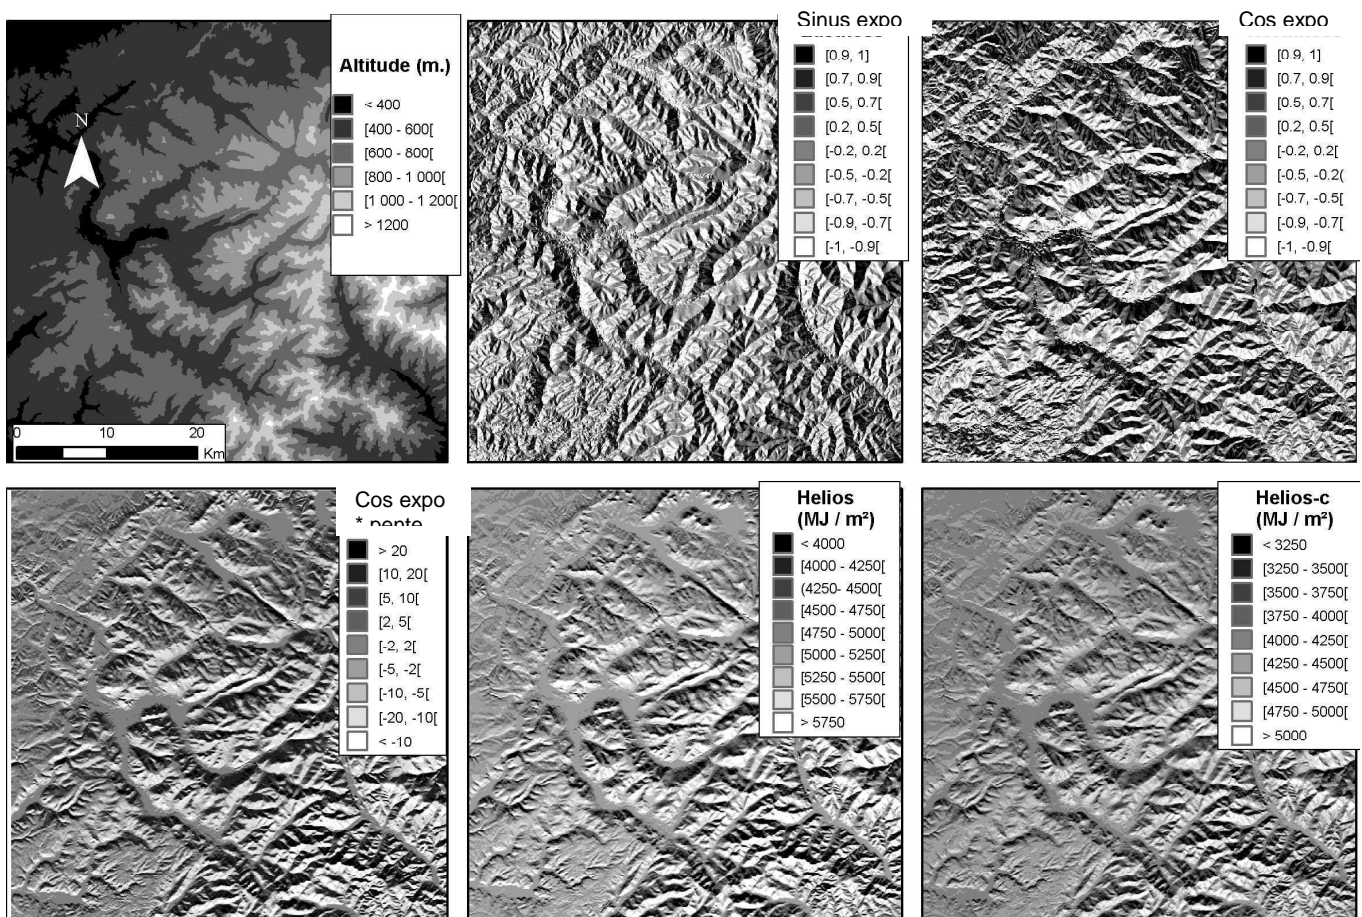 Altitude (m.)
< 400
[400 - 600[
[600 - 800[
[800 - 1 000[
[1 000 - 1 200[
> 1200
N
0 10 20
Km
Sinus expo
[0.9, 1]
[0.7, 0.9[
[0.5, 0.7[
[0.2, 0.5[
[-0.2, 0.2[
[-0.5, -0.2[
[-0.7, -0.5[
[-0.9, -0.7[
[-1, -0.9[
Cos expo
[0.9, 1]
[0.7, 0.9[
[0.5, 0.7[
[0.2, 0.5[
[-0.2, 0.2[
[-0.5, -0.2(
[-0.7, -0.5[
[-0.9, -0.7[
[-1, -0.9[
Cos expo
* pente
> 20
[10, 20[
[5, 10[
[2, 5[
[-2, 2[
[-5, -2[
[-10, -5[
[-20, -10[
< -10
Helios
(MJ / m²)
< 4000
[4000 - 4250[
(4250- 4500[
[4500 - 4750[
[4750 - 5000[
[5000 - 5250[
[5250 - 5500[
[5500 - 5750[
> 5750
Helios-c
(MJ / m²)
< 3250
[3250 - 3500[
[3500 - 3750[
[3750 - 4000[
[4000 - 4250[
[4250 - 4500[
[4500 - 4750[
[4750 - 5000[
> 5000